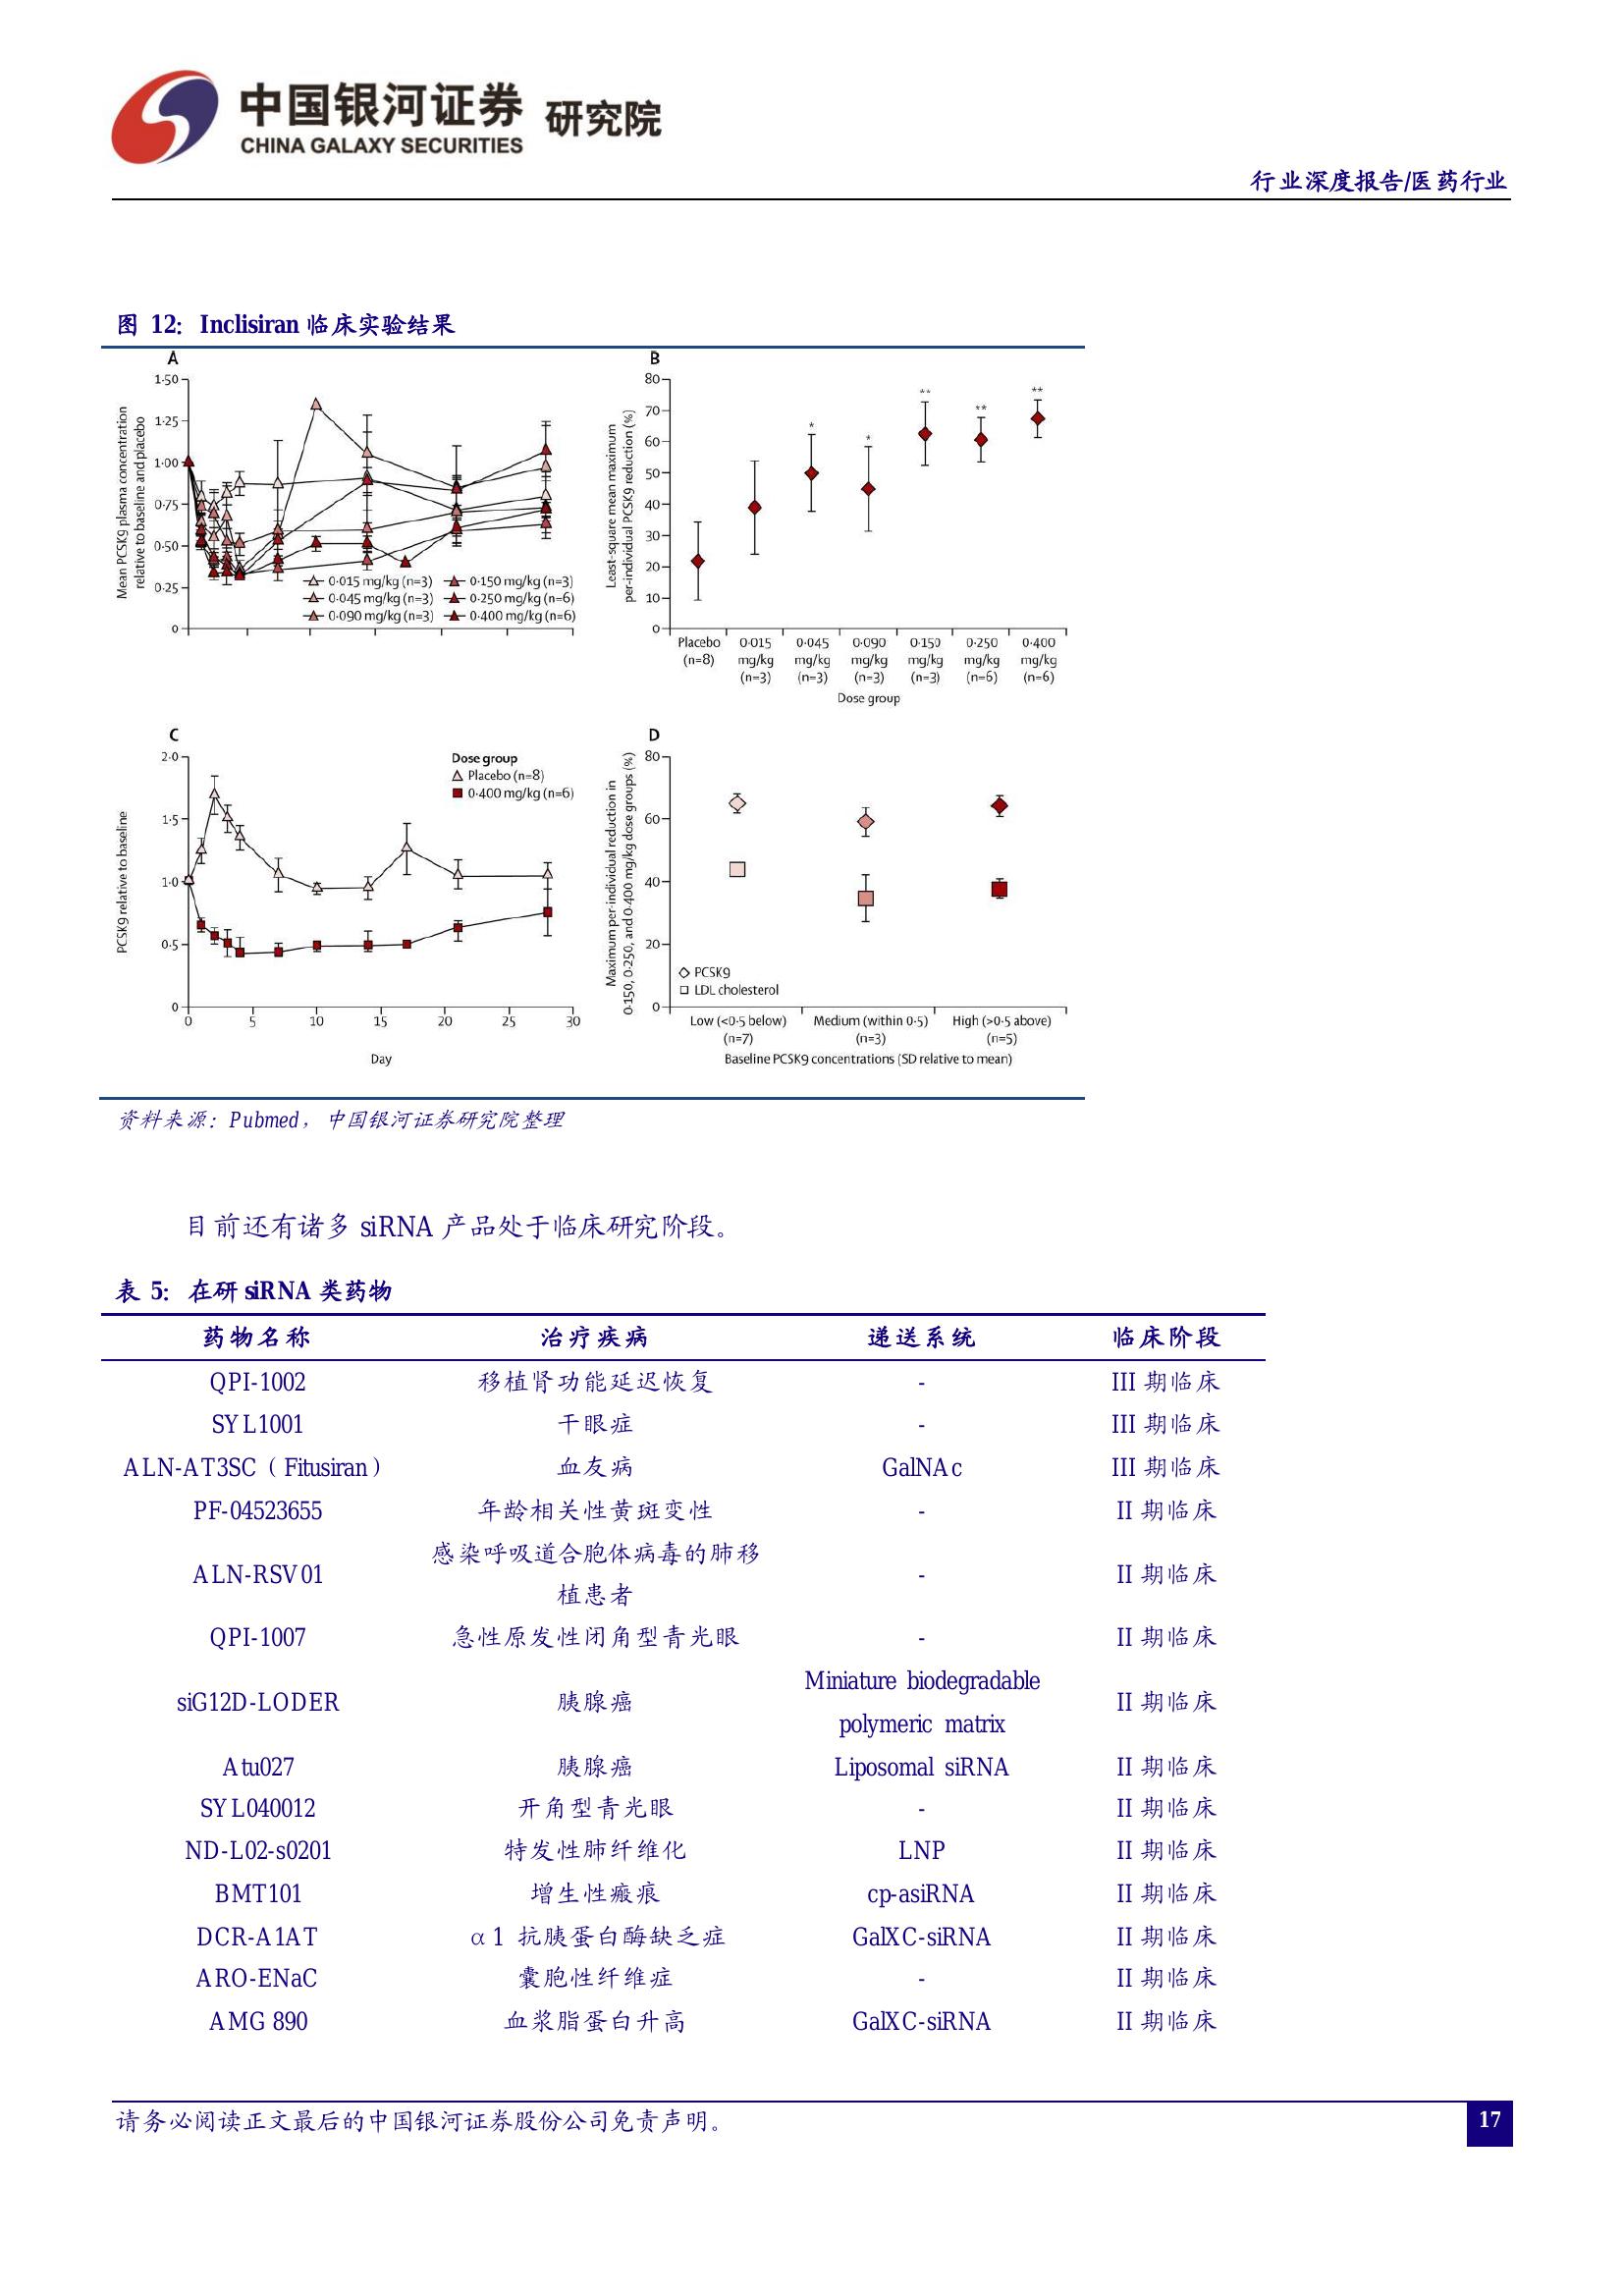 中国银河证券 研究院
CHINA GALAXY SECURITIES
行业深度报告/医药行业
图 12：Inclisiran 临床实验结果
A
Mean PCSK9 plasma concentration
relative to baseline and placebo
1·50
1·25
1·00
0·75
0·50
0·25
0
0·015 mg/kg (n=3) 0·150 mg/kg (n=3)
0·045 mg/kg (n=3) 0·250 mg/kg (n=6)
0·090 mg/kg (n=3) 0·400 mg/kg (n=6)
B
Least-square mean maximum
per-individual PCSK9 reduction (%)
80
70
60
50
40
30
20
10
0
* * ** ** **
Placebo 0·015 0·045 0·090 0·150 0·250 0·400
(n=8) mg/kg mg/kg mg/kg mg/kg mg/kg mg/kg
(n=3) (n=3) (n=3) (n=3) (n=6) (n=6)
Dose group
C
PCSK9 relative to baseline
2·0
1·5
1·0
0·5
0
Dose group
Placebo (n=8)
0·400 mg/kg (n=6)
0 5 10 15 20 25 30
Day
D
Maximum per-individual reduction in
0·150, 0·250, and 0·400 mg/kg dose groups (%)
80
60
40
20
0
PCSK9
LDL cholesterol
Low (<0·5 below) Medium (within 0·5) High (>0·5 above)
(n=7) (n=3) (n=5)
Baseline PCSK9 concentrations (SD relative to mean)
资料来源：Pubmed，中国银河证券研究院整理
目前还有诸多 siRNA 产品处于临床研究阶段。
表 5：在研 siRNA 类药物
药物名称 治疗疾病 递送系统 临床阶段
QPI-1002 移植肾功能延迟恢复 - III 期临床
SYL1001 干眼症 - III 期临床
ALN-AT3SC（Fitusiran） 血友病 GalNAc III 期临床
PF-04523655 年龄相关性黄斑变性 - II 期临床
感染呼吸道合胞体病毒的肺移
ALN-RSV01 - II 期临床
植患者
QPI-1007 急性原发性闭角型青光眼 - II 期临床
Miniature biodegradable
siG12D-LODER 胰腺癌 II 期临床
polymeric matrix
Atu027 胰腺癌 Liposomal siRNA II 期临床
SYL040012 开角型青光眼 - II 期临床
ND-L02-s0201 特发性肺纤维化 LNP II 期临床
BMT101 增生性瘢痕 cp-asiRNA II 期临床
DCR-A1AT α1 抗胰蛋白酶缺乏症 GalXC-siRNA II 期临床
ARO-ENaC 囊胞性纤维症 - II 期临床
AMG 890 血浆脂蛋白升高 GalXC-siRNA II 期临床
请务必阅读正文最后的中国银河证券股份公司免责声明。
17